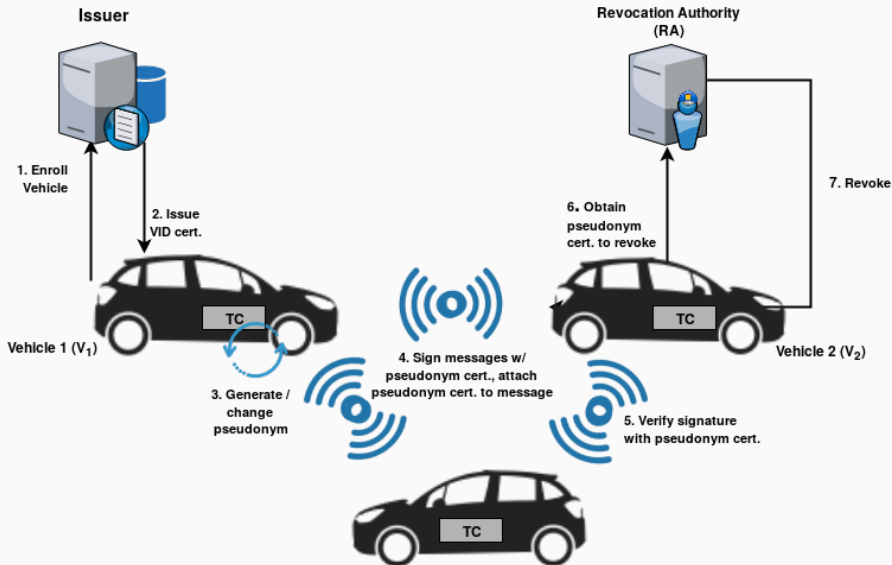 Issuer
Revocation Authority
(RA)
1. Enroll
Vehicle
2. Issue
VID cert.
6. Obtain
pseudonym
cert. to revoke
7. Revoke
TC
TC
Vehicle 1 (V1)
Vehicle 2 (V2)
3. Generate /
change
pseudonym
4. Sign messages w/
pseudonym cert., attach
pseudonym cert. to message
5. Verify signature
with pseudonym cert.
TC